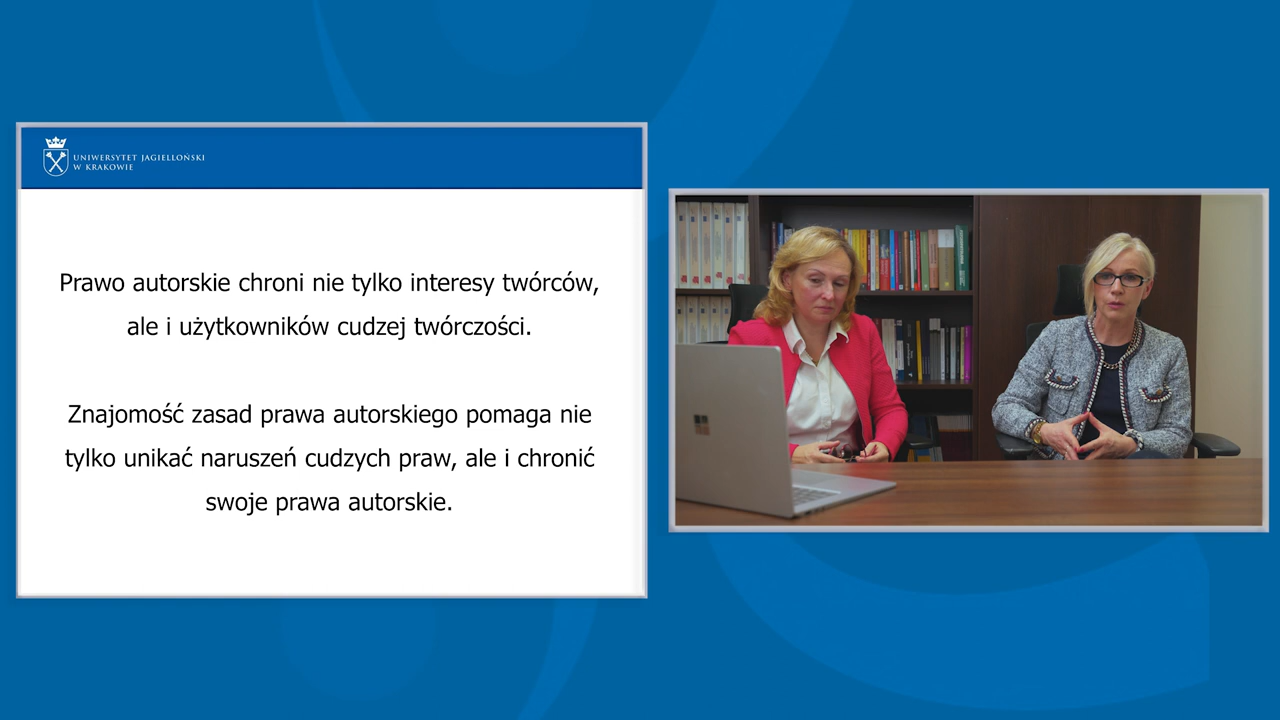 UNIWERSYTET JAGIELLOŃSKI
W KRAKOWIE
Prawo autorskie chroni nie tylko interesy twórców,
ale i użytkowników cudzej twórczości.
Znajomość zasad prawa autorskiego pomaga nie
tylko unikać naruszeń cudzych praw, ale i chronić
swoje prawa autorskie.